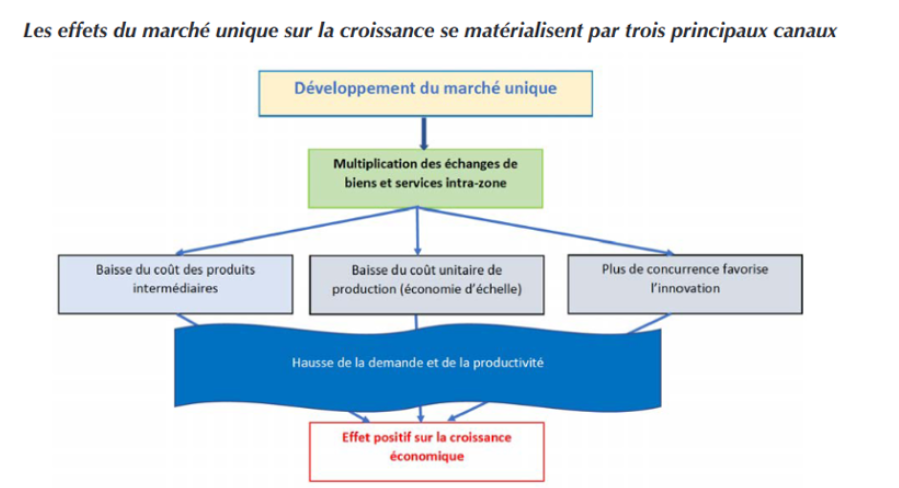 Les effets du marché unique sur la croissance se matérialisent par trois principaux canaux
Développement du marché unique
Multiplication des échanges de
biens et services intra-zone
Baisse du coût des produits
intermédiaires
Baisse du coût unitaire de
production (économie d'échelle)
Plus de concurrence favorise
l'innovation
Hausse de la demande et de la productivité
Effet positif sur la croissance
économique